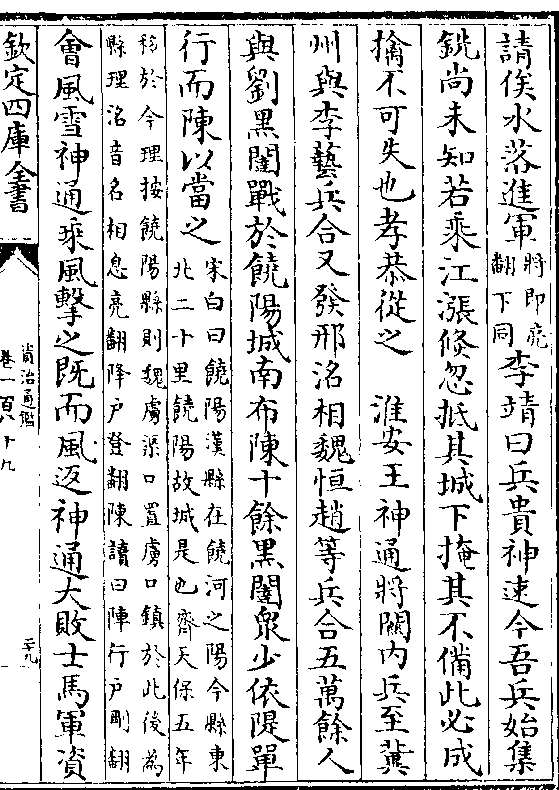 請俟水落進軍將即亮翻下同李靖曰兵貴神速今吾兵始集
銑尚未知若乘江漲倐忽抵其城下掩其不備此必成
擒不可失也孝恭從之　淮安王神通將關内兵至冀
州與李藝兵合又發邢洺相魏恒趙等兵合五萬餘人
與劉黑闥戰於饒陽城南布陳十餘黑闥衆少依隄單
行而陳以當之宋白曰饒陽漢縣在饒河之陽今縣東北二十里饒陽故城是也齊天保五年
移於今理按饒陽縣則魏虜渠口置虜口鎮於此後為縣理洺音名相息亮翻降户登翻陳讀曰陣行户剛翻
會風雪神通乗風擊之既而風返神通大敗士馬軍資
欽定四庫全書
資治通鑑
卷一百八十九
二十九